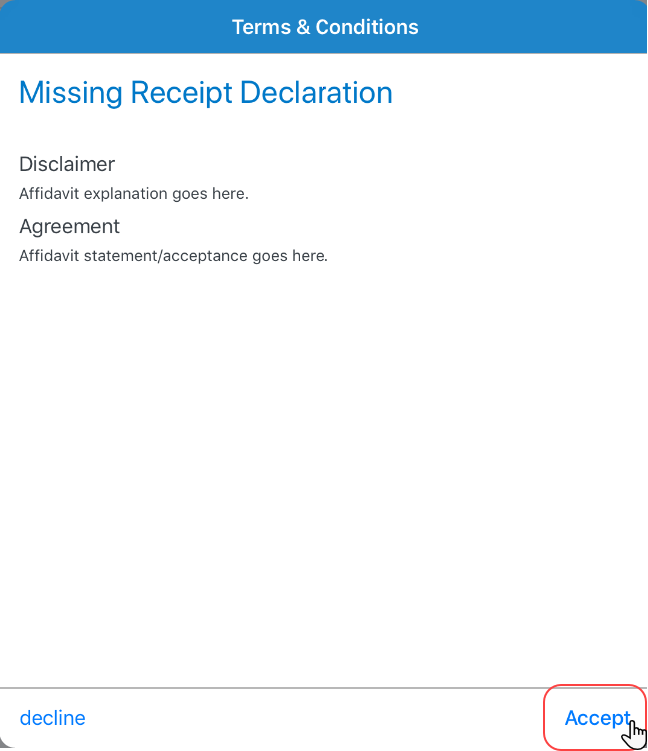 Terms & Conditions
Missing Receipt Declaration
Disclaimer
Affidavit explanation goes here.
Agreement
Affidavit statement/acceptance goes here.
decline
Accept